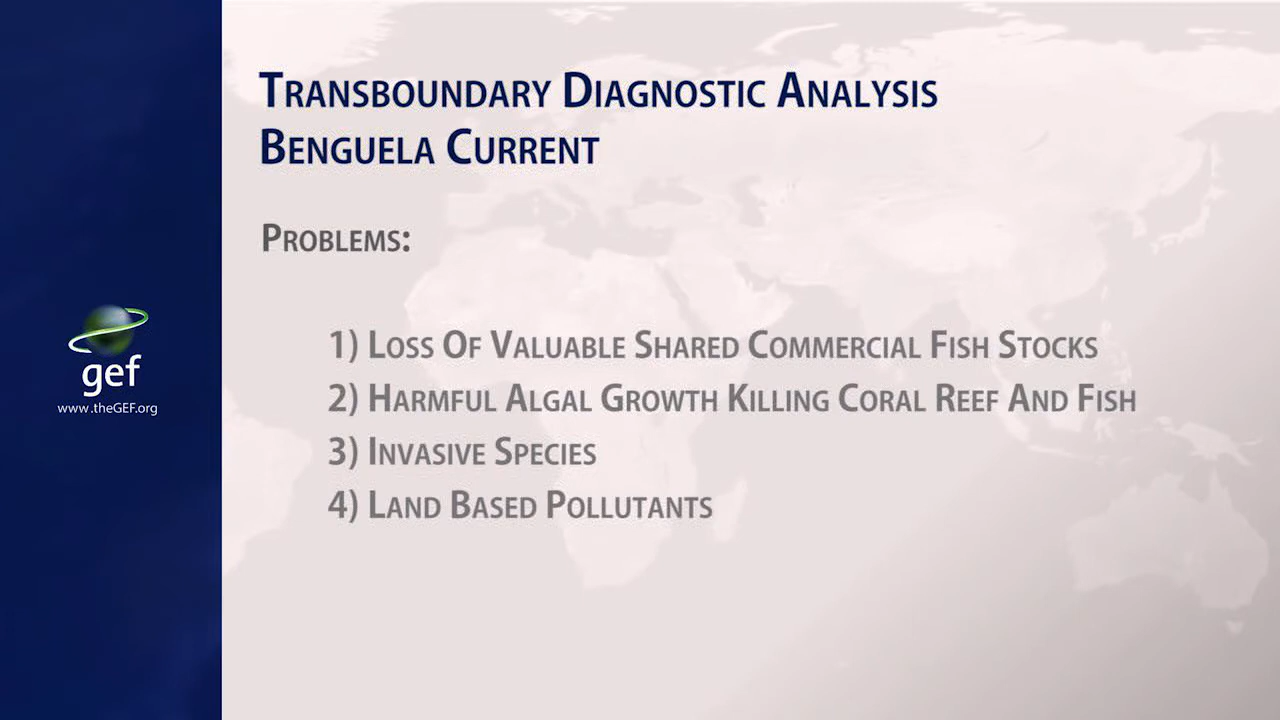 Transboundary Diagnostic Analysis
Benguela Current
Problems:
1) Loss Of Valuable Shared Commercial Fish Stocks
2) Harmful Algal Growth Killing Coral Reef And Fish
3) Invasive Species
4) Land Based Pollutants
gef
www.theGEF.org